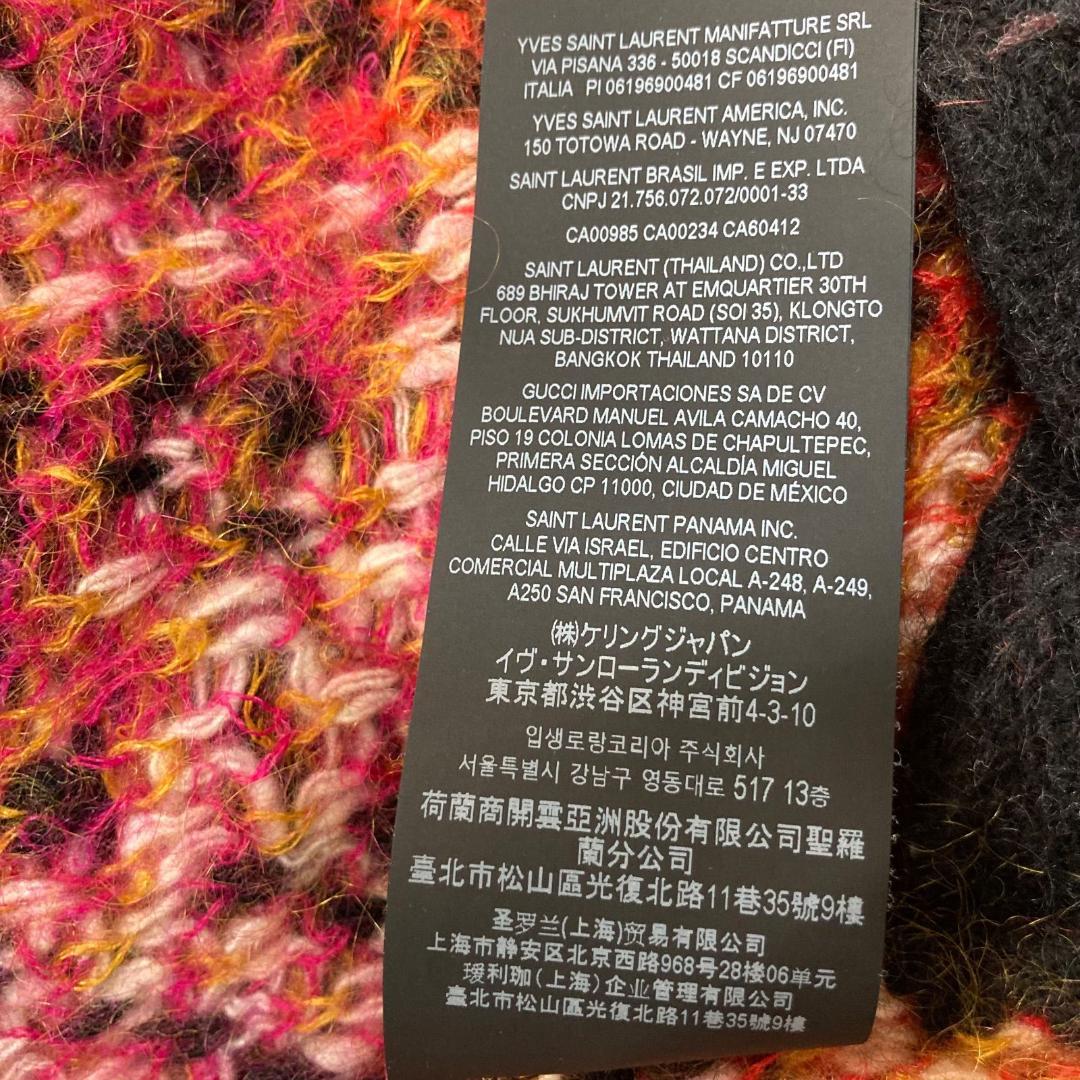 YVES SAINT LAURENT MANIFATTURE SRL
VIA PISANA 336 - 50018 SCANDICCI (FI)
ITALIA PI 06196900481 CF 06196900481
YVES SAINT LAURENT AMERICA, INC.
150 TOTOWA ROAD - WAYNE, NJ 07470
SAINT LAURENT BRASIL IMP. E EXP. LTDA
CNPJ 21.756.072.072/0001-33
CA00985 CA00234 CA60412
SAINT LAURENT (THAILAND) CO.,LTD
689 BHIRAJ TOWER AT EMQUARTIER 30TH
FLOOR, SUKHUMVIT ROAD (SOI 35), KLONGTO
NUA SUB-DISTRICT, WATTANA DISTRICT,
BANGKOK THAILAND 10110
GUCCI IMPORTACIONES SA DE CV
BOULEVARD MANUEL AVILA CAMACHO 40,
PISO 19 COLONIA LOMAS DE CHAPULTEPEC,
PRIMERA SECCIÓN ALCALDÍA MIGUEL
HIDALGO CP 11000, CIUDAD DE MÉXICO
SAINT LAURENT PANAMA INC.
CALLE VIA ISRAEL, EDIFICIO CENTRO
COMERCIAL MULTIPLAZA LOCAL A-248, A-249,
A250 SAN FRANCISCO, PANAMA
(株)ケリングジャパン
イヴ・サンローランディビジョン
東京都渋谷区神宮前4-3-10
입생로랑코리아 주식회사
서울특별시 강남구 영동대로 517 13층
荷蘭商開雲亞洲股份有限公司聖羅
蘭分公司
臺北市松山區光復北路11巷35號9樓
圣罗兰(上海)贸易有限公司
上海市静安区北京西路968号28楼06单元
瑷利珈(上海)企业管理有限公司
臺北市松山區光復北路11巷35號9樓